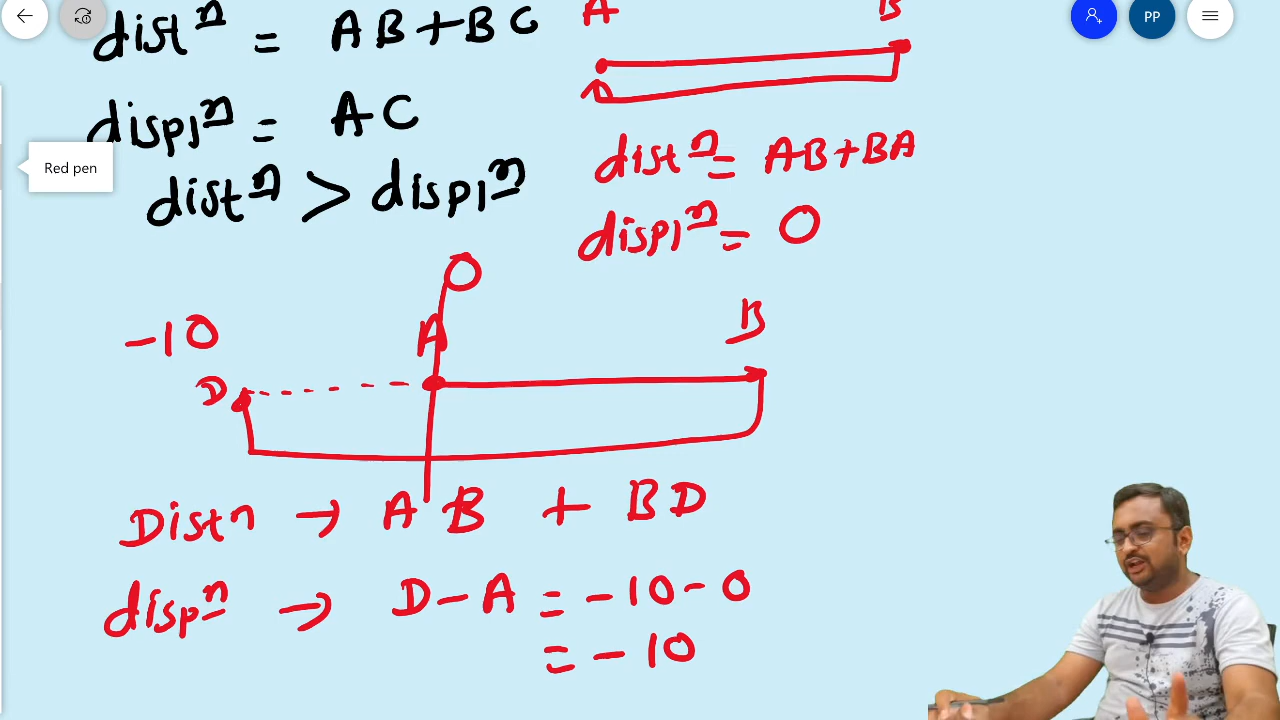 distⁿ = AB+BC
displⁿ = AC
distⁿ > displⁿ
A B
distⁿ = AB+BA
displⁿ = 0
Red pen
PP
0
-10 A B
D
Distn → AB + BD
dispⁿ → D-A = -10-0
= -10